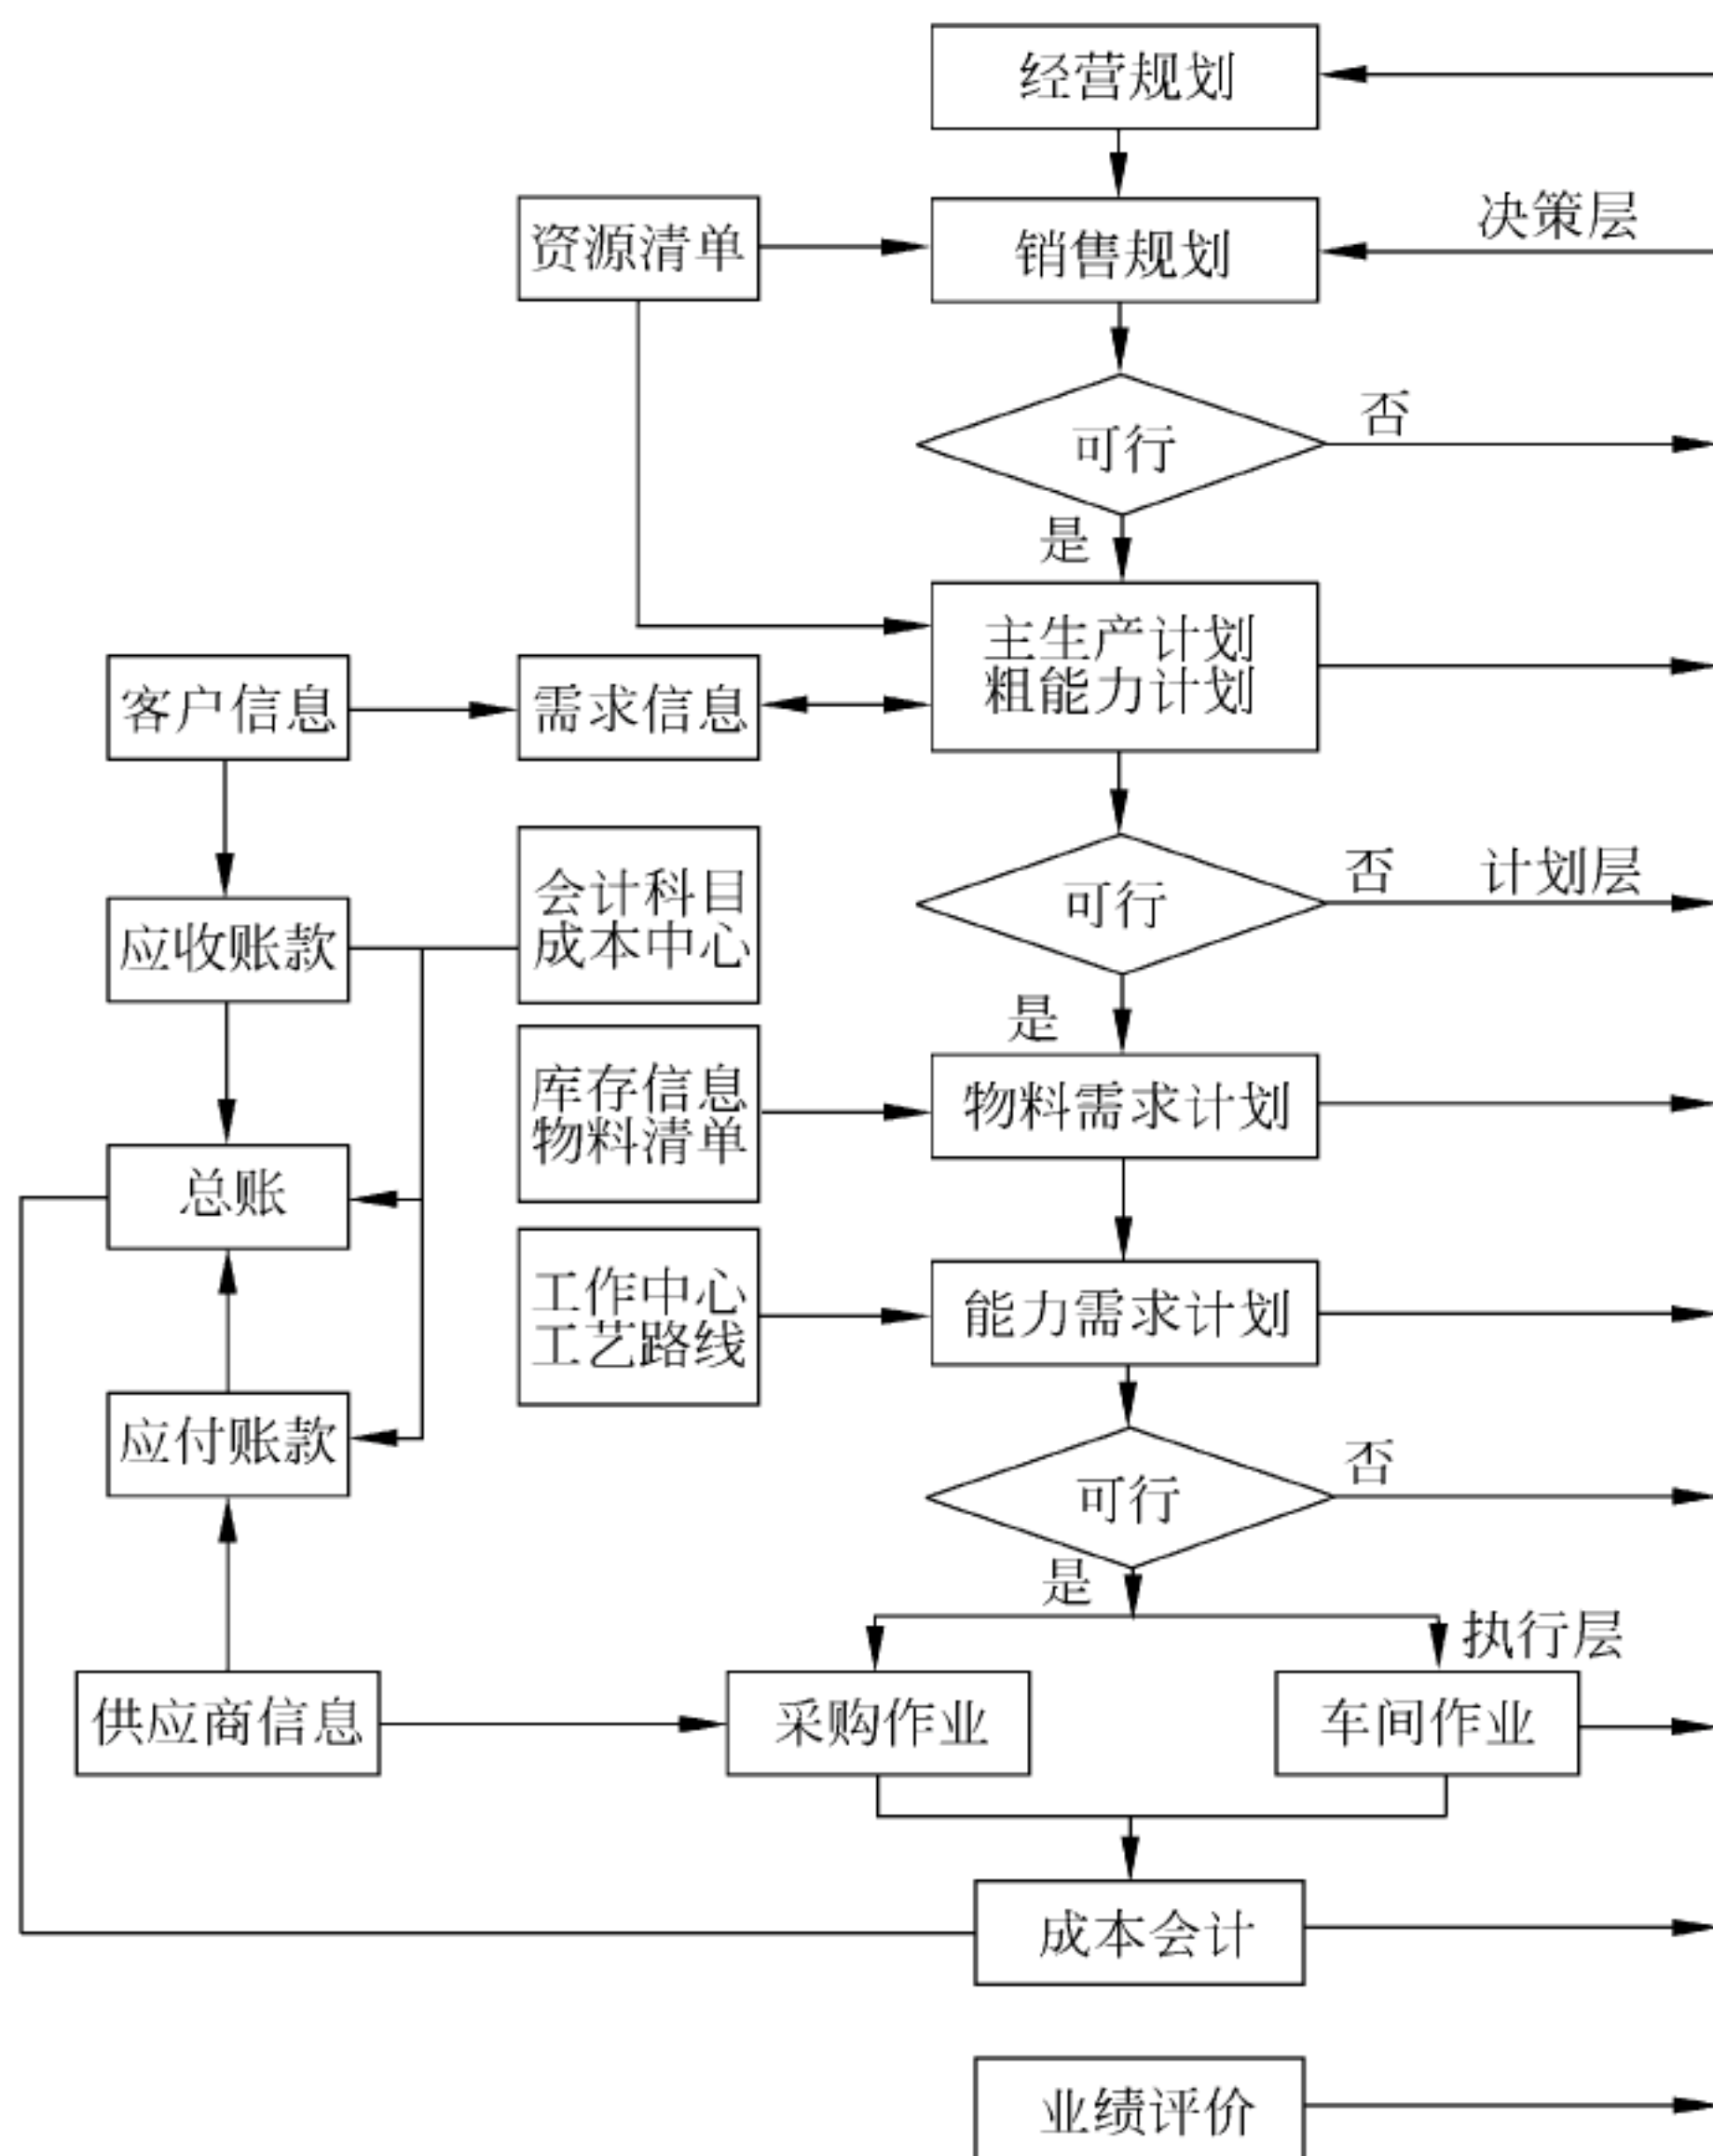 经营规划
决策层
资源清单
销售规划
否
可行
是
主生产计划
粗能力计划
客户信息
需求信息
否
计划层
会计科目
成本中心
可行
应收账款
是
库存信息
物料清单
物料需求计划
总账
工作中心
工艺路线
能力需求计划
应付账款
否
可行
是
执行层
供应商信息
采购作业
车间作业
成本会计
业绩评价